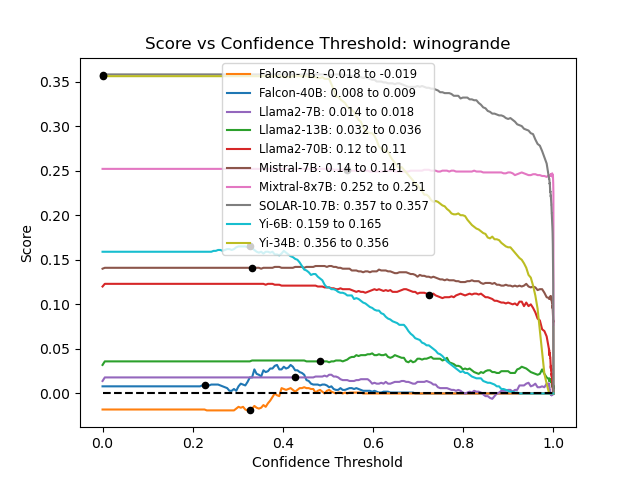 Score vs Confidence Threshold: winogrande
Score
0.35
0.30
0.25
0.20
0.15
0.10
0.05
0.00
Falcon-7B: -0.018 to -0.019
Falcon-40B: 0.008 to 0.009
Llama2-7B: 0.014 to 0.018
Llama2-13B: 0.032 to 0.036
Llama2-70B: 0.12 to 0.11
Mistral-7B: 0.14 to 0.141
Mixtral-8x7B: 0.252 to 0.251
SOLAR-10.7B: 0.357 to 0.357
Yi-6B: 0.159 to 0.165
Yi-34B: 0.356 to 0.356
0.0 0.2 0.4 0.6 0.8 1.0
Confidence Threshold